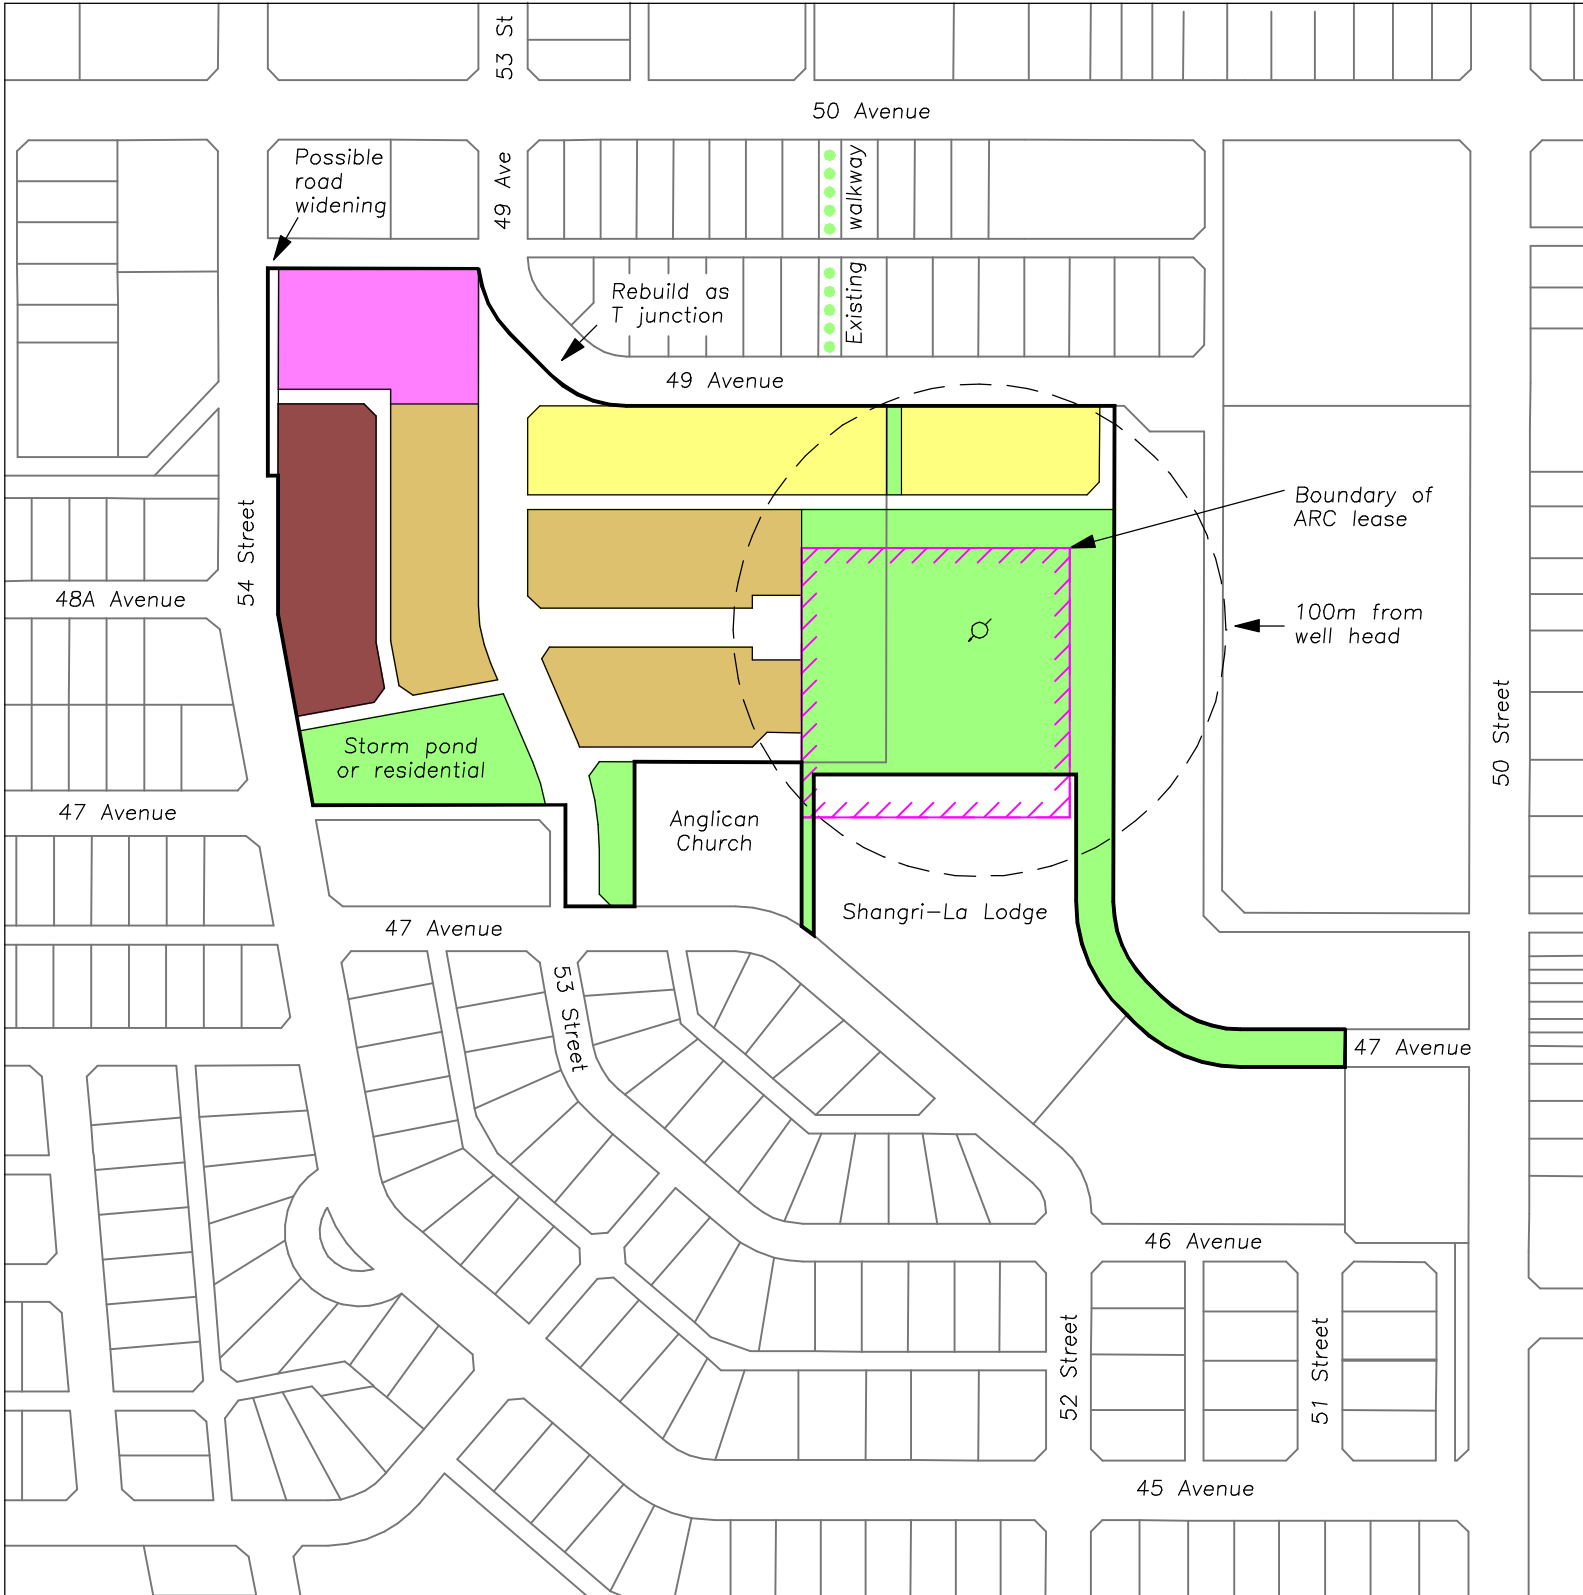 53 St
50 Avenue
Possible
road
widening
49 Ave
walkway
Existing
Rebuild as
T junction
49 Avenue
Boundary of
ARC lease
54 Street
48A Avenue
100m from
well head
50 Street
Storm pond
or residential
47 Avenue
Anglican
Church
Shangri-La Lodge
47 Avenue
53 Street
47 Avenue
46 Avenue
52 Street
51 Street
45 Avenue